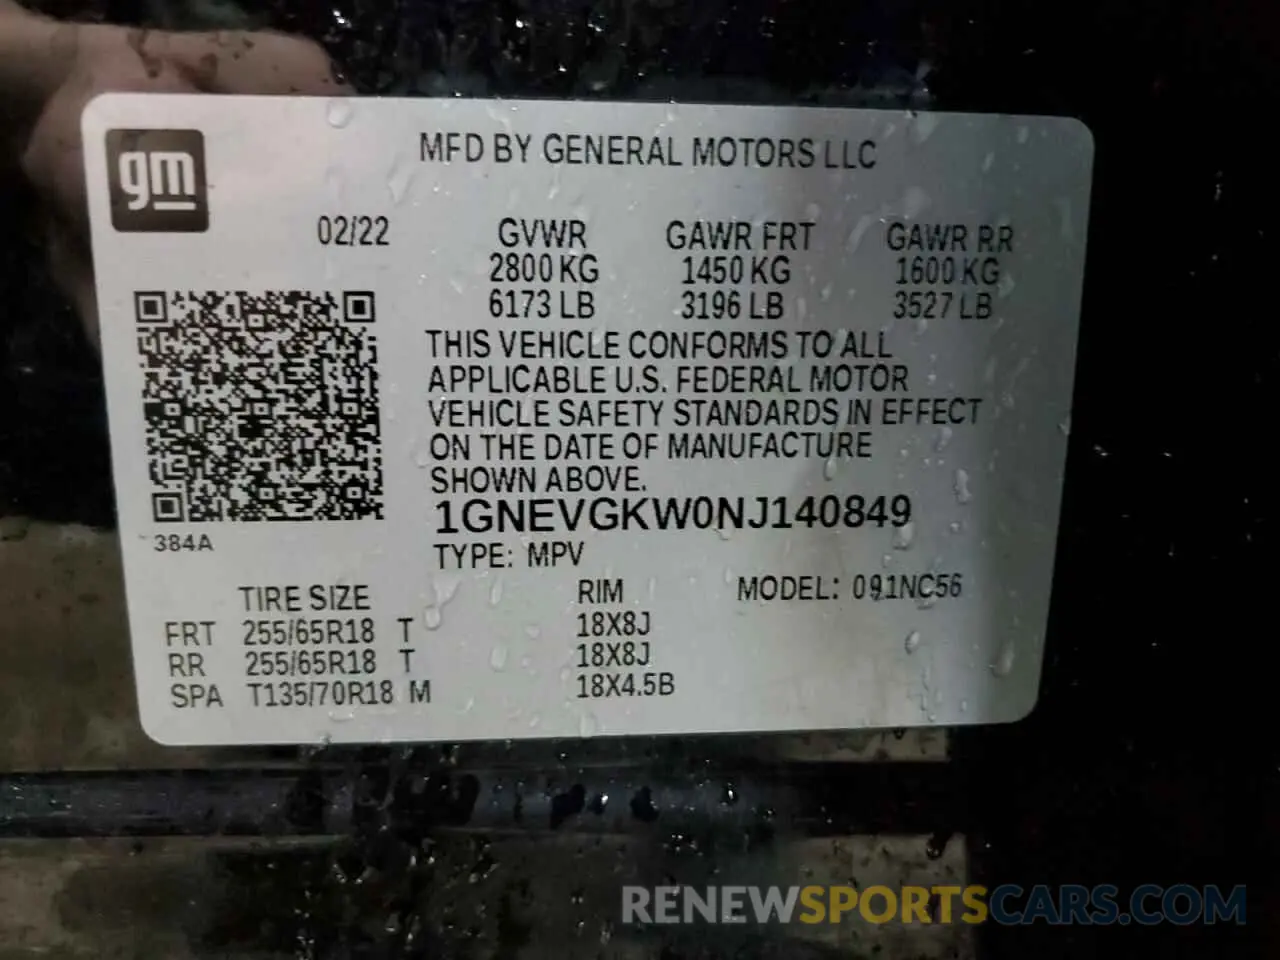 gm
MFD BY GENERAL MOTORS LLC
02/22 GVWR GAWR FRT GAWR RR
2800 KG 1450 KG 1600 KG
6173 LB 3196 LB 3527 LB
THIS VEHICLE CONFORMS TO ALL
APPLICABLE U.S. FEDERAL MOTOR
VEHICLE SAFETY STANDARDS IN EFFECT
ON THE DATE OF MANUFACTURE
SHOWN ABOVE.
1GNEVGKW0NJ140849
384A
TYPE: MPV
TIRE SIZE RIM MODEL: 091NC56
FRT 255/65R18 T 18X8J
RR 255/65R18 T 18X8J
SPA T135/70R18 M 18X4.5B
RENEWSPORTSCARS.COM